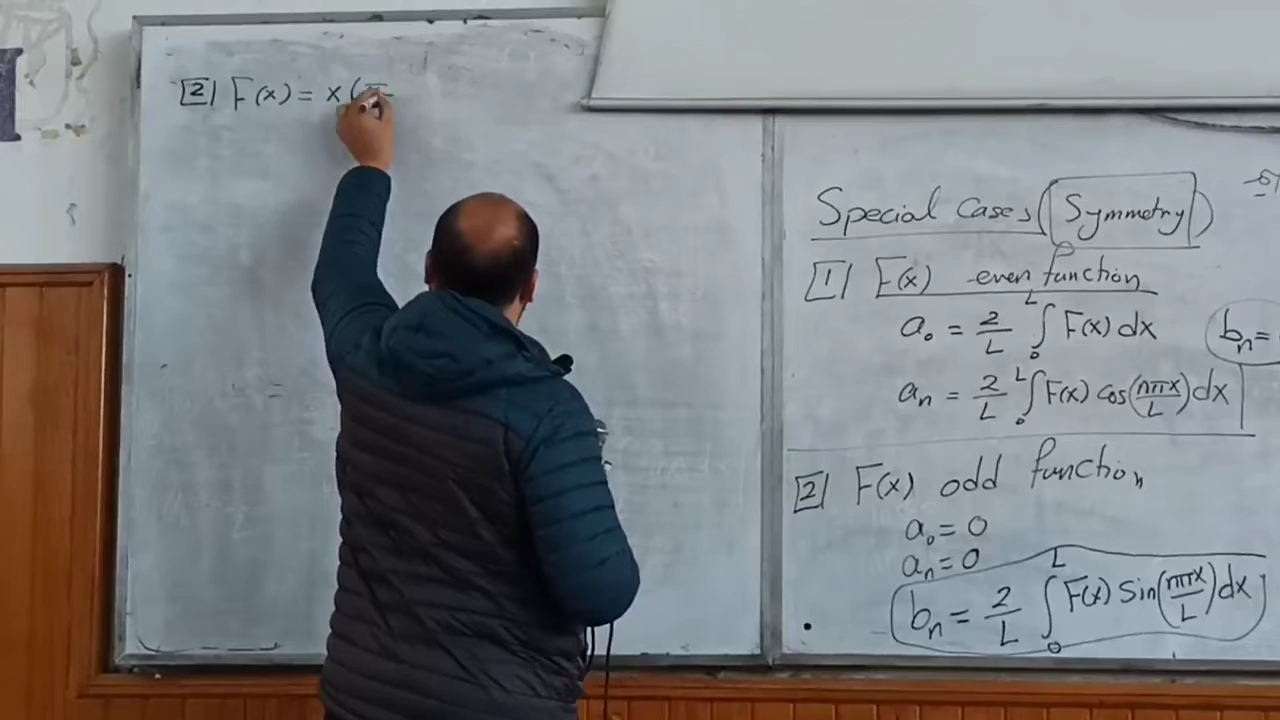 [2] F(x) = x(π
Special Cases (Symmetry)
[1] F(x) even function
a₀ = 2/L ∫₀ᴸ F(x) dx
bₙ =
aₙ = 2/L ∫₀ᴸ F(x) cos(nπx/L) dx
[2] F(x) odd function
a₀ = 0
aₙ = 0
bₙ = 2/L ∫₀ᴸ F(x) Sin(nπx/L) dx